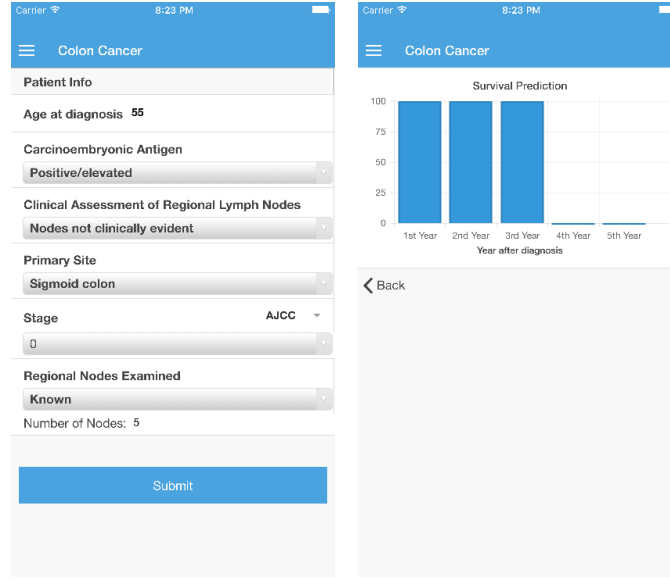 Carrier 8:23 PM
Colon Cancer
Patient Info
Age at diagnosis 55
Carcinoembryonic Antigen
Positive/elevated
Clinical Assessment of Regional Lymph Nodes
Nodes not clinically evident
Primary Site
Sigmoid colon
Stage AJCC
0
Regional Nodes Examined
Known
Number of Nodes: 5
Submit
Carrier 8:23 PM
Colon Cancer
Survival Prediction
100
75
50
25
0
1st Year 2nd Year 3rd Year 4th Year 5th Year
Year after diagnosis
Back